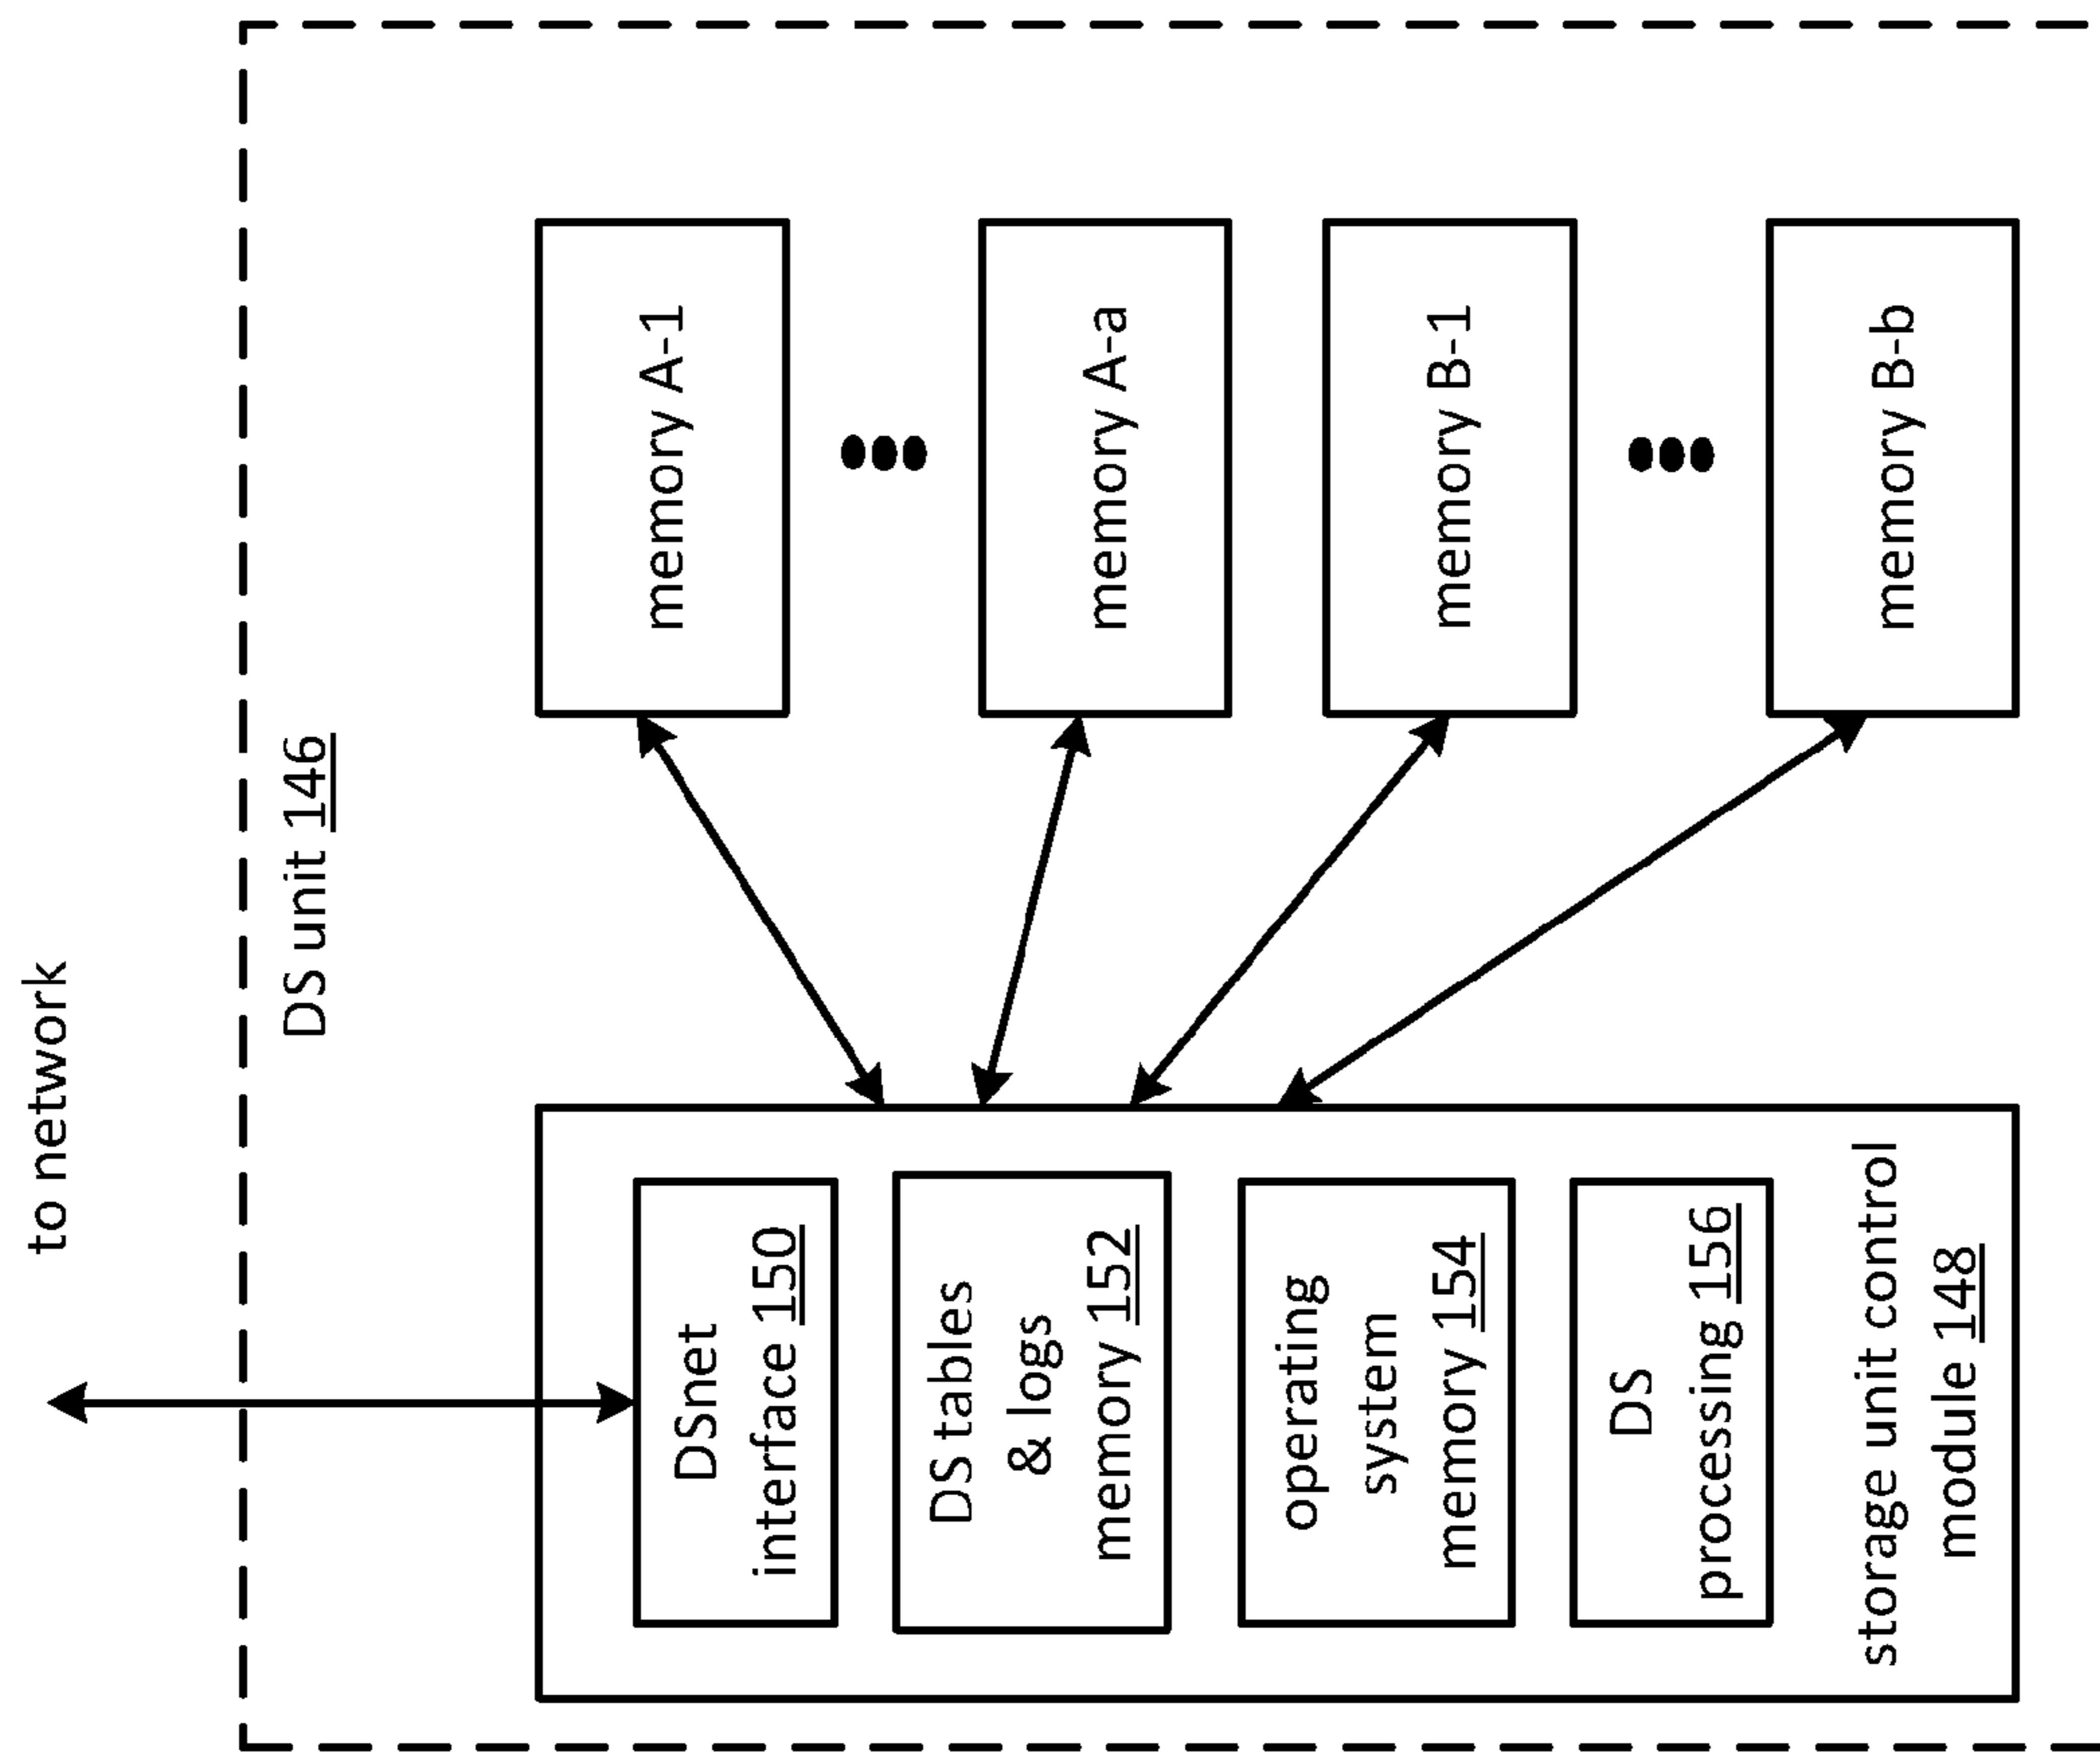 to network
DS unit 146
DSnet
interface 150
DS tables
& logs
memory 152
operating
system
memory 154
DS
processing 156
storage unit control
module 148
memory A-1
memory A-a
memory B-1
memory B-b